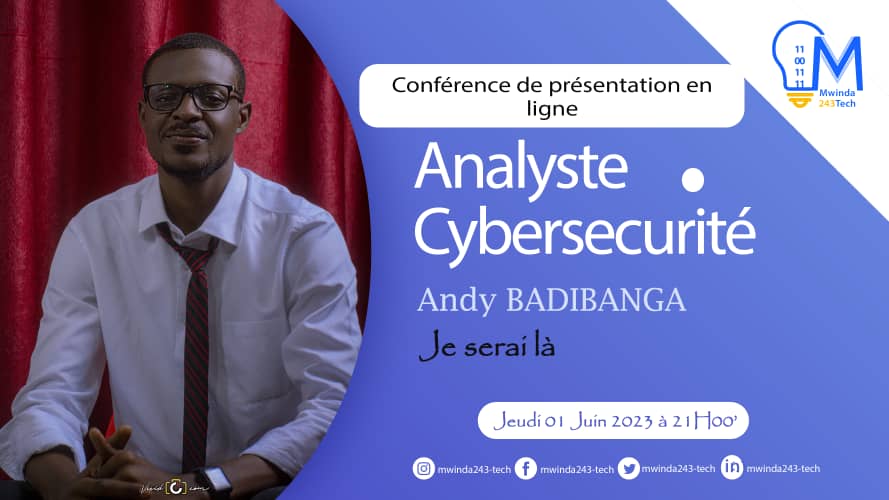 11
00
11
11
M
Mwinda
243Tech
Conférence de présentation en
ligne
Analyste
Cybersecurité
Andy BADIBANGA
Je serai là
Jeudi 01 Juin 2023 à 21H00'
mwinda243-tech
mwinda243-tech
mwinda243-tech
mwinda243-tech